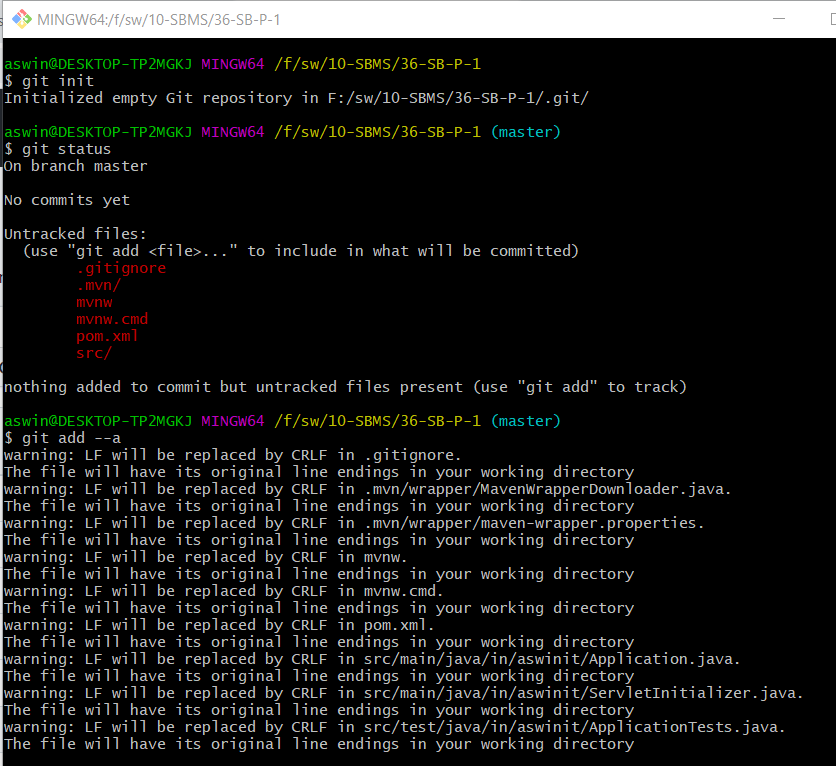 MINGW64:/f/sw/10-SBMS/36-SB-P-1
aswin@DESKTOP-TP2MGKJ MINGW64 /f/sw/10-SBMS/36-SB-P-1
$ git init
Initialized empty Git repository in F:/sw/10-SBMS/36-SB-P-1/.git/
aswin@DESKTOP-TP2MGKJ MINGW64 /f/sw/10-SBMS/36-SB-P-1 (master)
$ git status
On branch master
No commits yet
Untracked files:
  (use "git add <file>..." to include in what will be committed)
        .gitignore
        .mvn/
        mvnw
        mvnw.cmd
        pom.xml
        src/
nothing added to commit but untracked files present (use "git add" to track)
aswin@DESKTOP-TP2MGKJ MINGW64 /f/sw/10-SBMS/36-SB-P-1 (master)
$ git add --a
warning: LF will be replaced by CRLF in .gitignore.
The file will have its original line endings in your working directory
warning: LF will be replaced by CRLF in .mvn/wrapper/MavenWrapperDownloader.java.
The file will have its original line endings in your working directory
warning: LF will be replaced by CRLF in .mvn/wrapper/maven-wrapper.properties.
The file will have its original line endings in your working directory
warning: LF will be replaced by CRLF in mvnw.
The file will have its original line endings in your working directory
warning: LF will be replaced by CRLF in mvnw.cmd.
The file will have its original line endings in your working directory
warning: LF will be replaced by CRLF in pom.xml.
The file will have its original line endings in your working directory
warning: LF will be replaced by CRLF in src/main/java/in/aswinit/Application.java.
The file will have its original line endings in your working directory
warning: LF will be replaced by CRLF in src/main/java/in/aswinit/ServletInitializer.java.
The file will have its original line endings in your working directory
warning: LF will be replaced by CRLF in src/test/java/in/aswinit/ApplicationTests.java.
The file will have its original line endings in your working directory